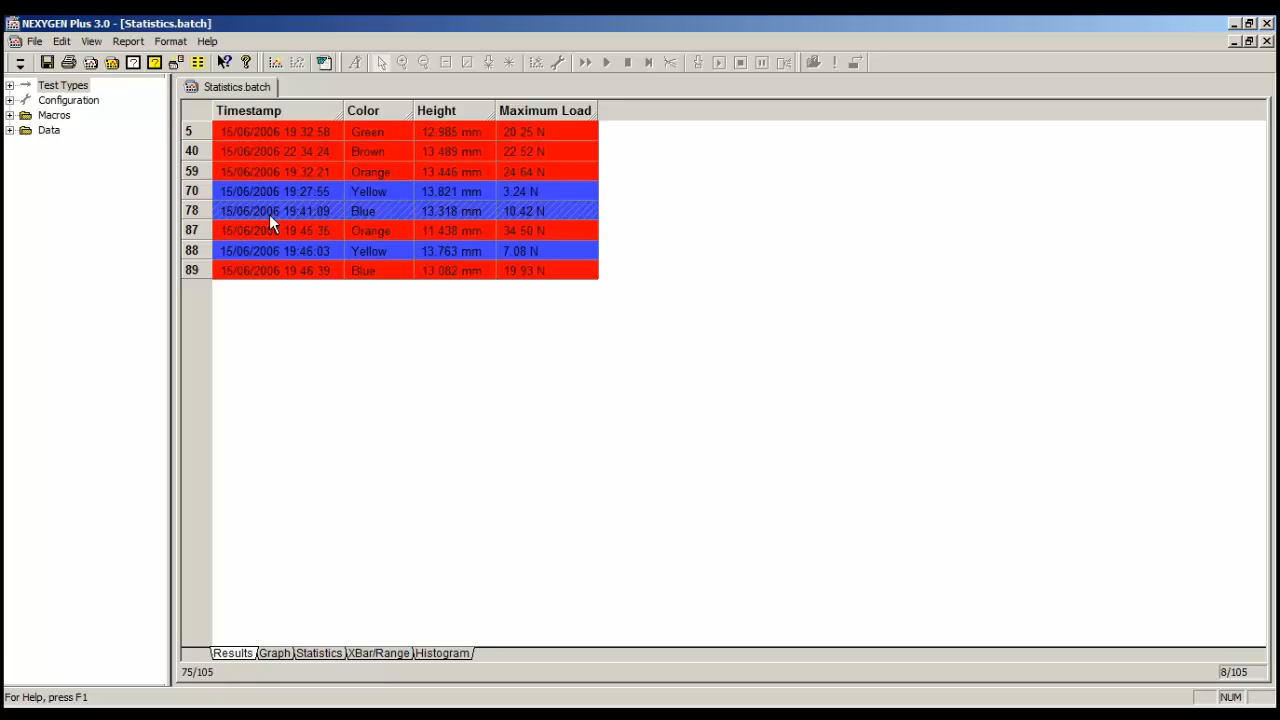 NEXYGEN Plus 3.0 - [Statistics.batch]
File Edit View Report Format Help
Test Types
Configuration
Macros
Data
Statistics.batch
Timestamp Color Height Maximum Load
5 15/06/2006 19:32:58 Green 12.985 mm 20.25 N
40 15/06/2006 22:34:24 Brown 13.489 mm 22.52 N
59 15/06/2006 19:32:21 Orange 13.446 mm 24.64 N
70 15/06/2006 19:27:55 Yellow 13.821 mm 3.24 N
78 15/06/2006 19:41:09 Blue 13.318 mm 10.42 N
87 15/06/2006 19:45:35 Orange 11.438 mm 34.50 N
88 15/06/2006 19:46:03 Yellow 13.763 mm 7.08 N
89 15/06/2006 19:46:39 Blue 13.082 mm 19.93 N
Results Graph Statistics XBar/Range Histogram
75/105 8/105
For Help, press F1 NUM